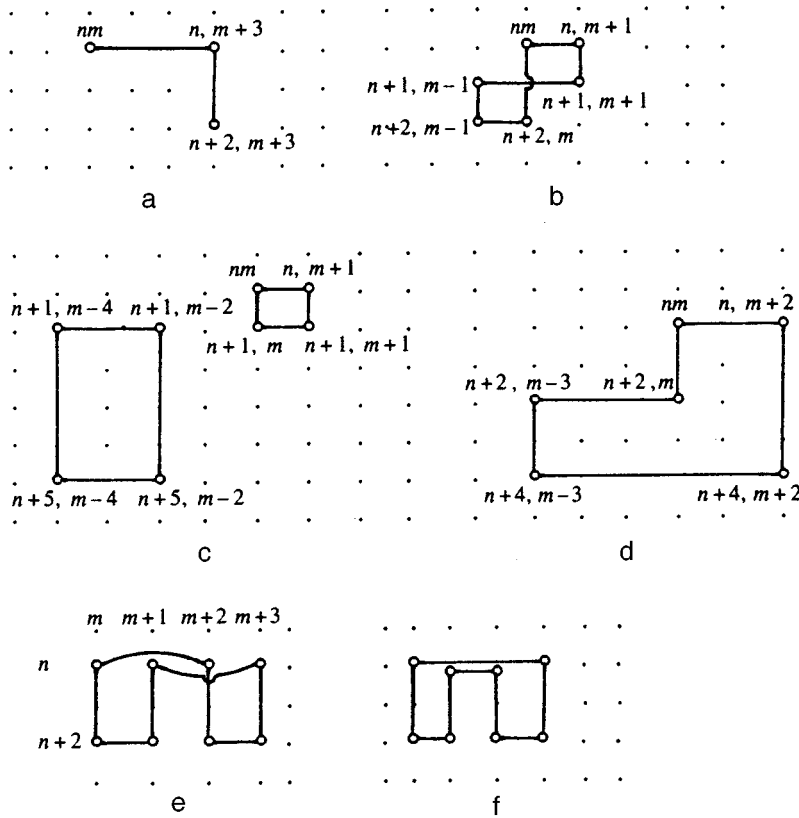 nm n, m + 3
n + 2, m + 3
a
nm n, m + 1
n + 1, m − 1
n + 1, m + 1
n + 2, m − 1
n + 2, m
b
nm n, m + 1
n + 1, m − 4 n + 1, m − 2
n + 1, m n + 1, m + 1
n + 5, m − 4 n + 5, m − 2
c
nm n, m + 2
n + 2, m − 3 n + 2, m
n + 4, m − 3 n + 4, m + 2
d
m m + 1 m + 2 m + 3
n
n + 2
e
f